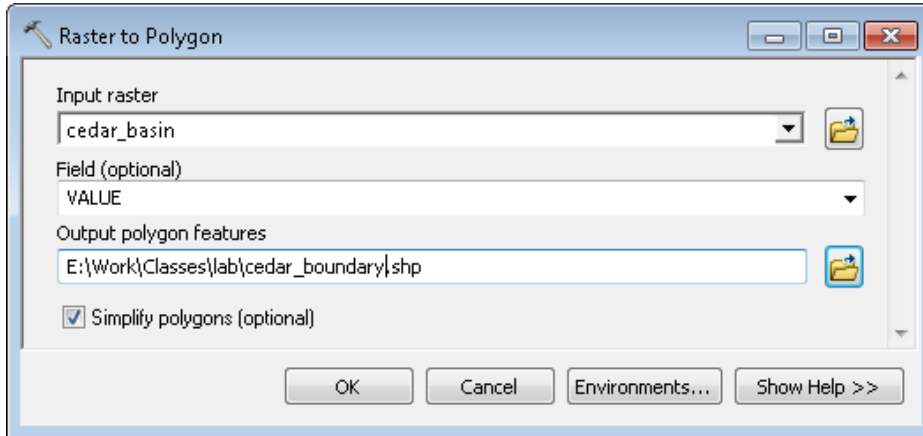 Raster to Polygon
Input raster
cedar_basin
Field (optional)
VALUE
Output polygon features
E:\Work\Classes\lab\cedar_boundary.shp
Simplify polygons (optional)
OK Cancel Environments... Show Help >>